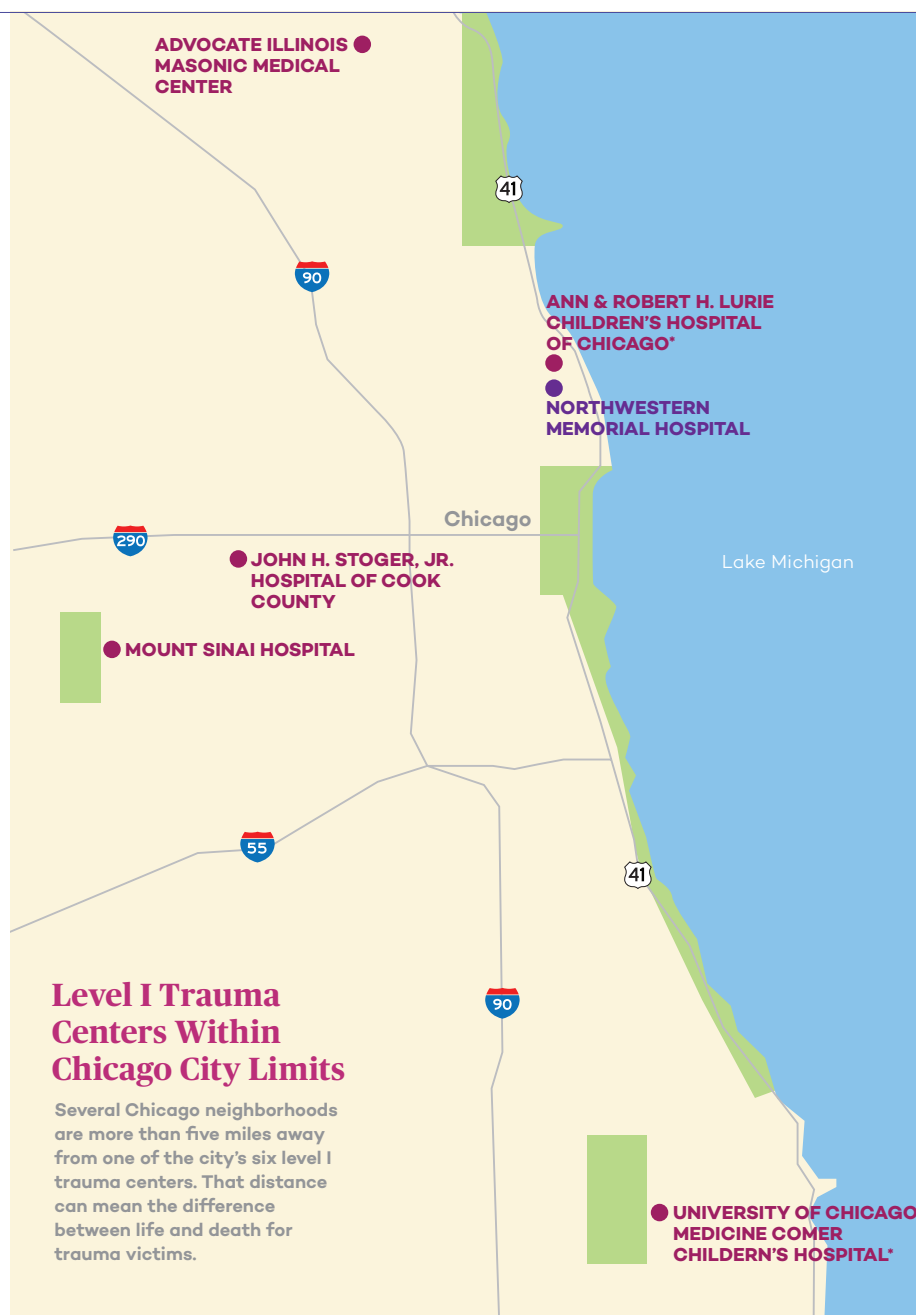 ADVOCATE ILLINOIS
MASONIC MEDICAL
CENTER
41
90
ANN & ROBERT H. LURIE
CHILDREN'S HOSPITAL
OF CHICAGO*
NORTHWESTERN
MEMORIAL HOSPITAL
Chicago
290
JOHN H. STOGER, JR.
HOSPITAL OF COOK
COUNTY
Lake Michigan
MOUNT SINAI HOSPITAL
55
41
90
Level I Trauma
Centers Within
Chicago City Limits
Several Chicago neighborhoods
are more than five miles away
from one of the city's six level I
trauma centers. That distance
can mean the difference
between life and death for
trauma victims.
UNIVERSITY OF CHICAGO
MEDICINE COMER
CHILDERN'S HOSPITAL*